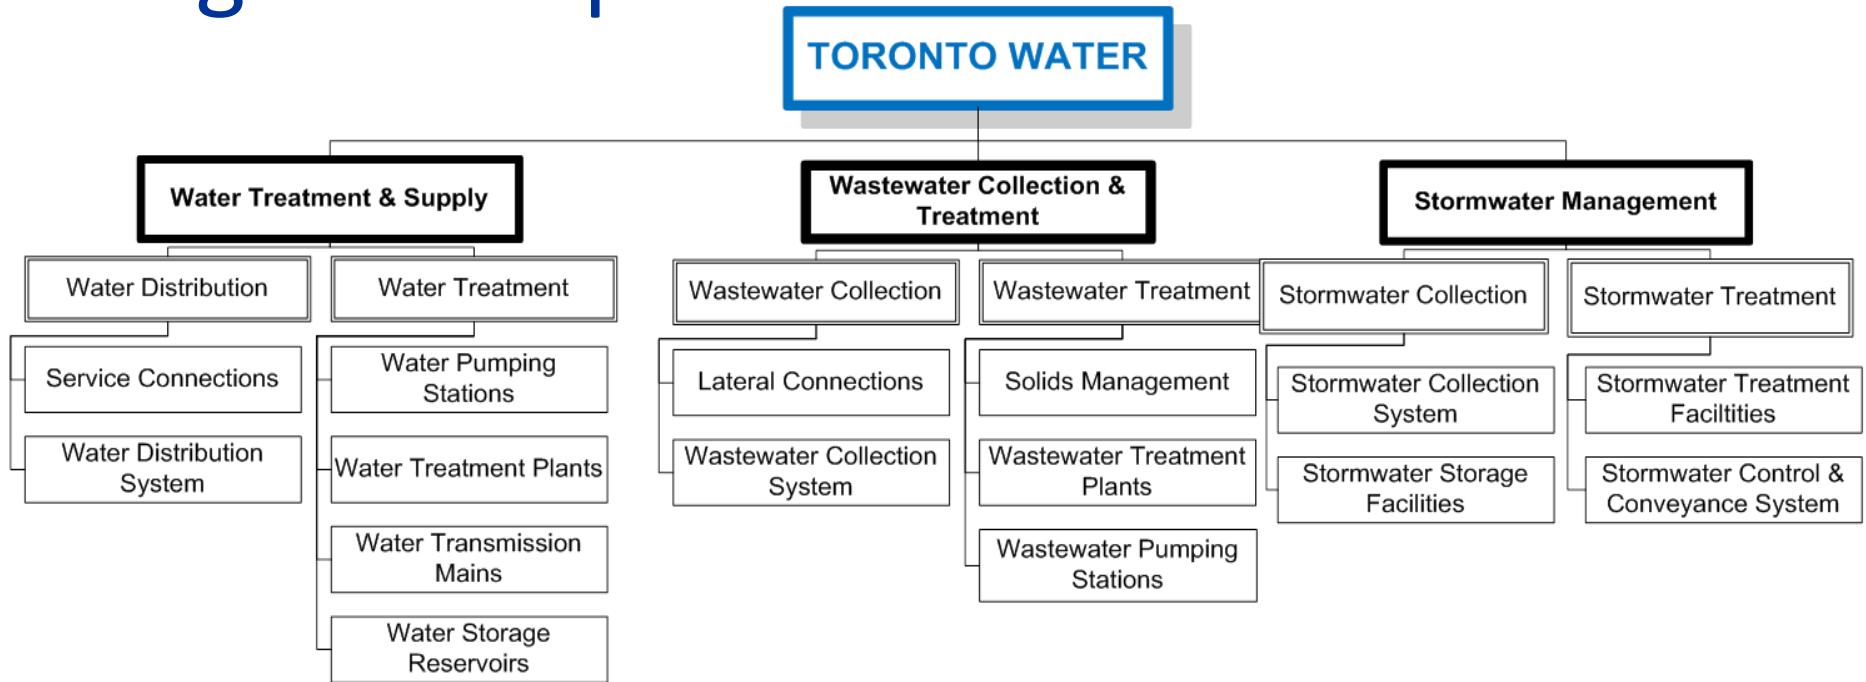 TORONTO WATER
Water Treatment & Supply
Wastewater Collection &
Treatment
Stormwater Management
Water Distribution
Water Treatment
Wastewater Collection
Wastewater Treatment
Stormwater Collection
Stormwater Treatment
Service Connections
Water Distribution
System
Water Pumping
Stations
Water Treatment Plants
Water Transmission
Mains
Water Storage
Reservoirs
Lateral Connections
Wastewater Collection
System
Solids Management
Wastewater Treatment
Plants
Wastewater Pumping
Stations
Stormwater Collection
System
Stormwater Storage
Facilities
Stormwater Treatment
Faciltities
Stormwater Control &
Conveyance System